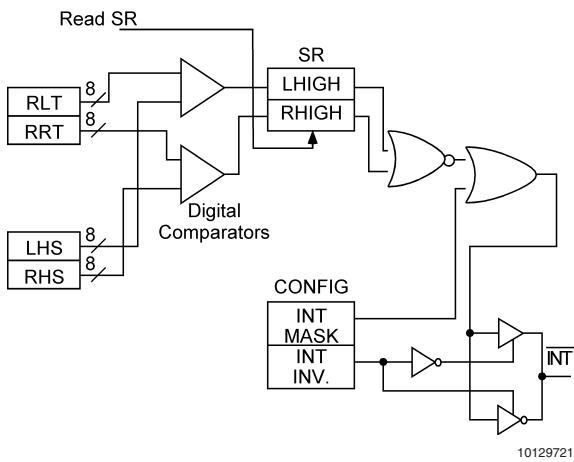 Read SR
SR
8
RLT
LHIGH
8
RRT
RHIGH
Digital
Comparators
8
LHS
8
RHS
CONFIG
INT
MASK
INT
INV.
INT
10129721